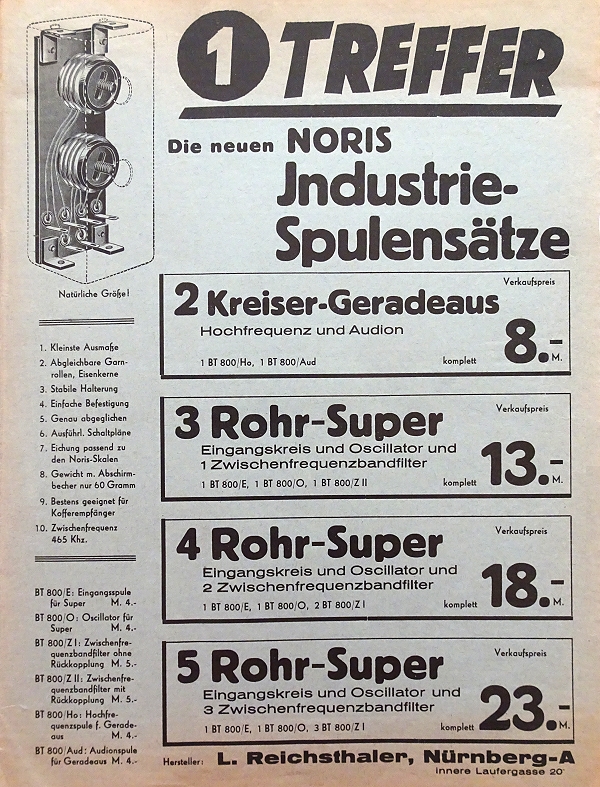 1 TREFFER
Die neuen NORIS
Jndustrie-
Spulensätze
Natürliche Größe!
1. Kleinste Ausmaße
2. Abgleichbare Garn-
rollen, Eisenkerne
3. Stabile Halterung
4. Einfache Befestigung
5. Genau abgeglichen
6. Ausführl. Schaltpläne
7. Eichung passend zu
den Noris-Skalen
8. Gewicht m. Abschirm-
becher nur 60 Gramm
9. Bestens geeignet für
Kofferempfänger
10. Zwischenfrequenz
465 Khz.
BT 800/E: Eingangsspule
für Super M. 4.-
BT 800/O: Oscillator für
Super M. 4.-
BT 800/Z I: Zwischenfre-
quenzbandfilter ohne
Rückkopplung M. 5.-
BT 800/Z II: Zwischenfre-
quenzbandfilter mit
Rückkopplung M. 5.-
BT 800/Ho: Hochfre-
quenzspule f. Gerade-
aus M. 4.-
BT 800/Aud: Audionspule
für Geradeaus M. 4.-
Verkaufspreis
2 Kreiser-Geradeaus
Hochfrequenz und Audion
1 BT 800/Ho, 1 BT 800/Aud komplett 8.- M.
Verkaufspreis
3 Rohr-Super
Eingangskreis und Oscillator und
1 Zwischenfrequenzbandfilter
1 BT 800/E, 1 BT 800/O, 1 BT 800/Z II komplett 13.- M.
Verkaufspreis
4 Rohr-Super
Eingangskreis und Oscillator und
2 Zwischenfrequenzbandfilter
1 BT 800/E, 1 BT 800/O, 2 BT 800/Z I komplett 18.- M.
Verkaufspreis
5 Rohr-Super
Eingangskreis und Oscillator und
3 Zwischenfrequenzbandfilter
1 BT 800/E, 1 BT 800/O, 3 BT 800/Z I komplett 23.- M.
Hersteller: L. Reichsthaler, Nürnberg-A
Innere Laufergasse 20